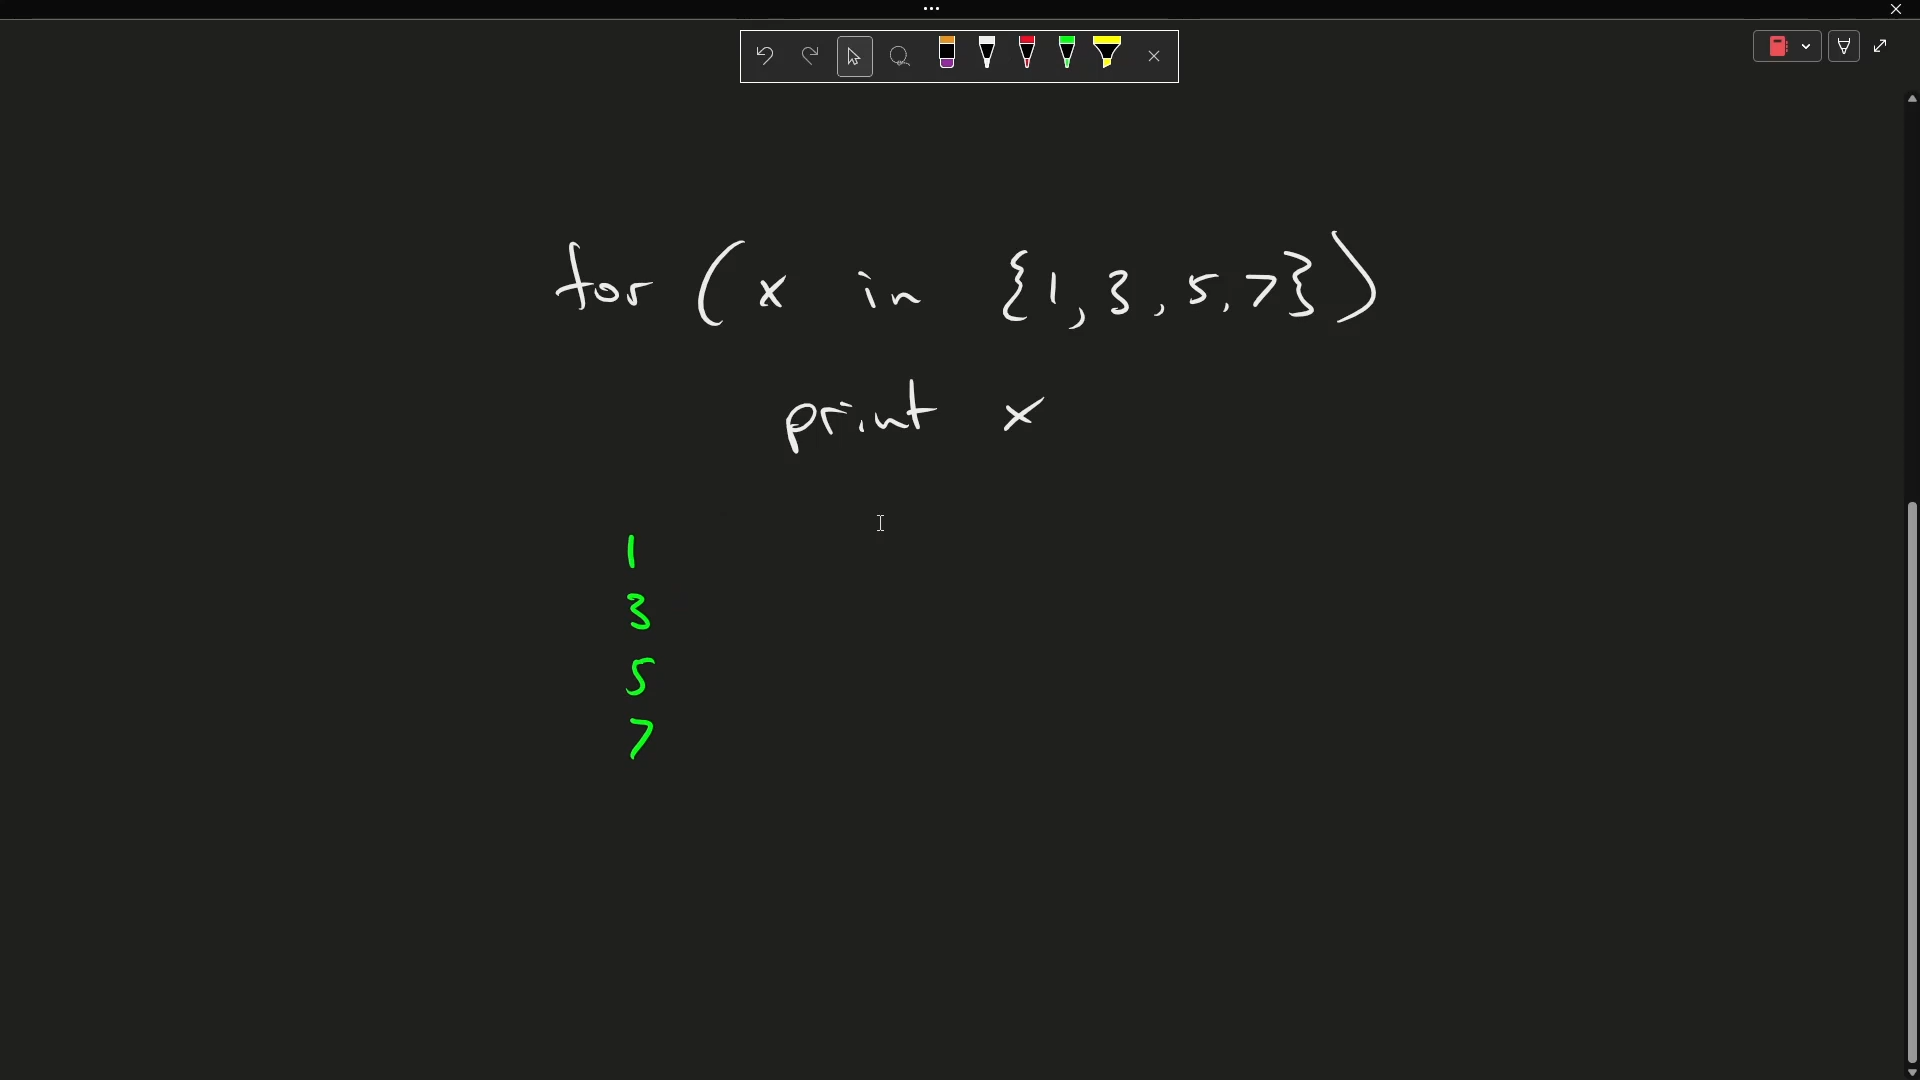 for (x in {1, 3, 5, 7})
print x
1
3
5
7